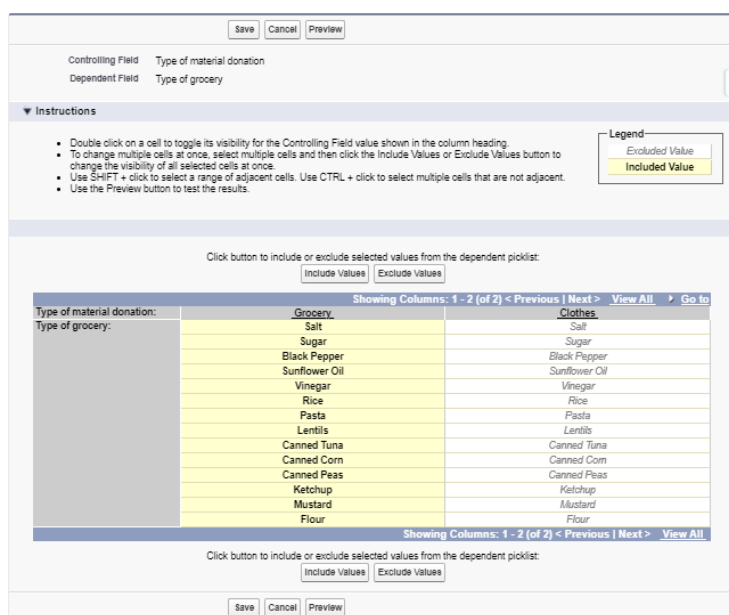 Save Cancel Preview
Controlling Field Type of material donation
Dependent Field Type of grocery
▼ Instructions
• Double click on a cell to toggle its visibility for the Controlling Field value shown in the column heading.
• To change multiple cells at once, select multiple cells and then click the Include Values or Exclude Values button to
change the visibility of all selected cells at once.
• Use SHIFT + click to select a range of adjacent cells. Use CTRL + click to select multiple cells that are not adjacent.
• Use the Preview button to test the results.
Legend
Excluded Value
Included Value
Click button to include or exclude selected values from the dependent picklist:
Include Values Exclude Values
Showing Columns: 1 - 2 (of 2) < Previous | Next > View All Go to
Type of material donation: Grocery Clothes
Type of grocery: Salt Salt
Sugar Sugar
Black Pepper Black Pepper
Sunflower Oil Sunflower Oil
Vinegar Vinegar
Rice Rice
Pasta Pasta
Lentils Lentils
Canned Tuna Canned Tuna
Canned Corn Canned Corn
Canned Peas Canned Peas
Ketchup Ketchup
Mustard Mustard
Flour Flour
Showing Columns: 1 - 2 (of 2) < Previous | Next > View All
Click button to include or exclude selected values from the dependent picklist:
Include Values Exclude Values
Save Cancel Preview